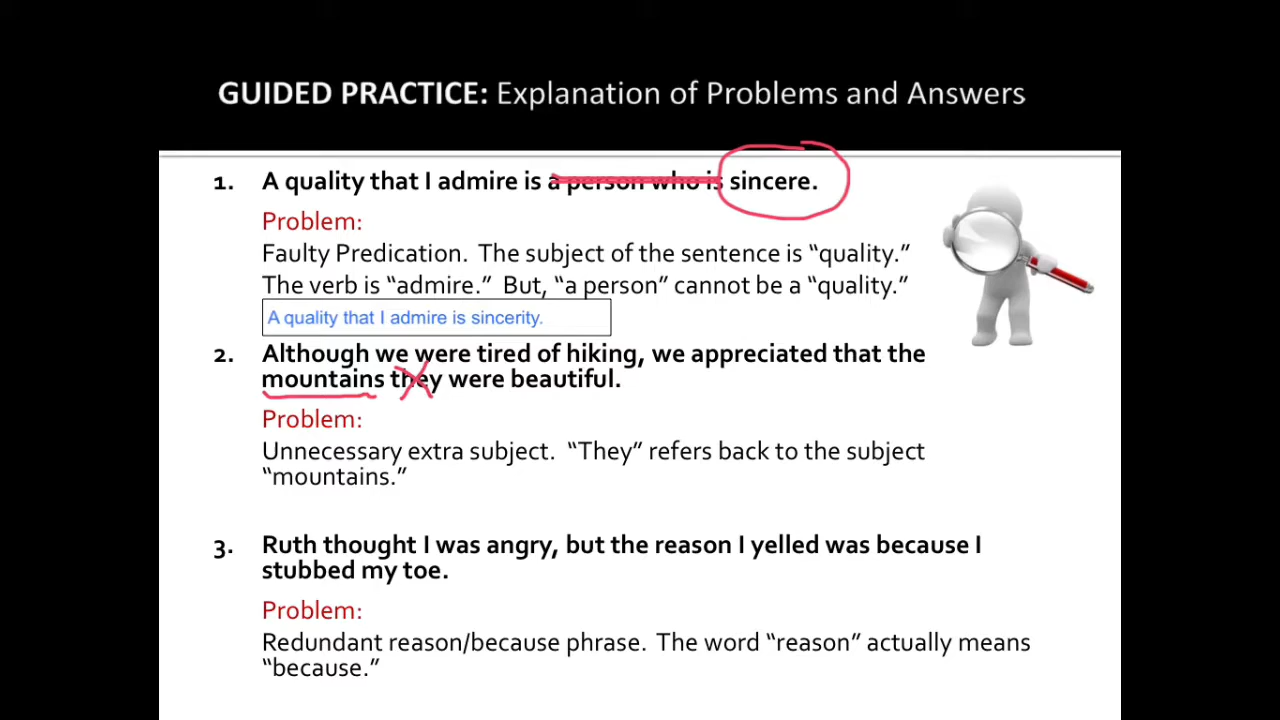 GUIDED PRACTICE: Explanation of Problems and Answers
1. A quality that I admire is a person who is sincere.
Problem:
Faulty Predication. The subject of the sentence is “quality.”
The verb is “admire.” But, “a person” cannot be a “quality.”
A quality that I admire is sincerity.
2. Although we were tired of hiking, we appreciated that the
mountains they were beautiful.
Problem:
Unnecessary extra subject. “They” refers back to the subject
“mountains.”
3. Ruth thought I was angry, but the reason I yelled was because I
stubbed my toe.
Problem:
Redundant reason/because phrase. The word “reason” actually means
“because.”